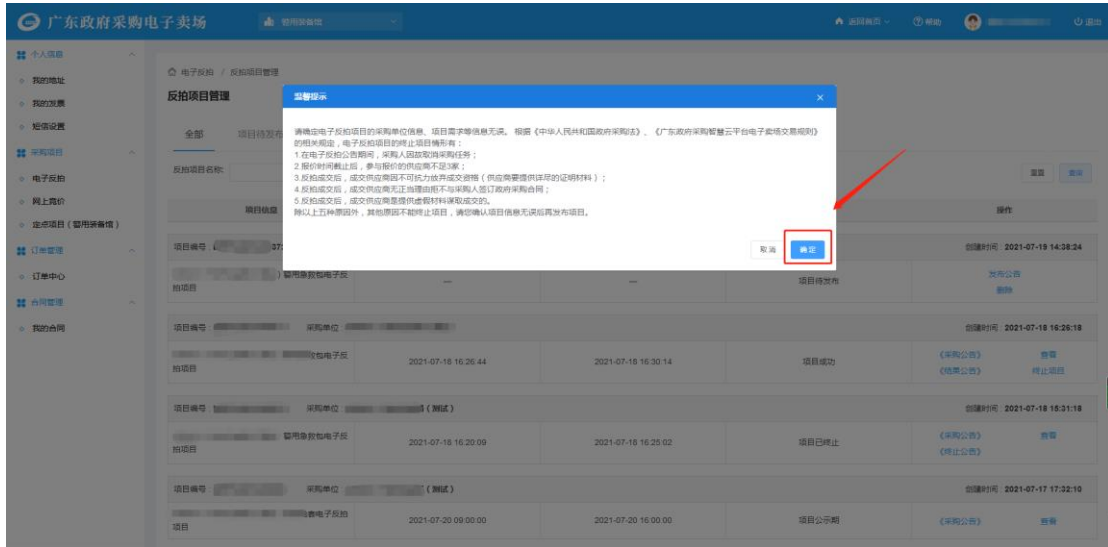 广东政府采购电子卖场
警用装备馆
返回首页
帮助
退出
个人信息
我的地址
我的发票
短信设置
采购项目
电子反拍
网上竞价
定点项目(警用装备馆)
订单管理
订单中心
合同管理
我的合同
电子反拍 / 反拍项目管理
反拍项目管理
全部 项目待发布
反拍项目名称:
重置 查询
项目信息 操作
温馨提示
请确定电子反拍项目的采购单位信息、项目需求等信息无误。 根据《中华人民共和国政府采购法》、《广东政府采购智慧云平台电子卖场交易规则》
的相关规定,电子反拍项目的终止项目情形有:
1.在电子反拍公告期间,采购人因故取消采购任务;
2.报价时间截止后,参与报价的供应商不足3家;
3.反拍成交后,成交供应商因不可抗力放弃成交资格(供应商要提供详尽的证明材料);
4.反拍成交后,成交供应商无正当理由拒不与采购人签订政府采购合同;
5.反拍成交后,成交供应商是提供虚假材料谋取成交的。
除以上五种原因外,其他原因不能终止项目,请您确认项目信息无误后再发布项目。
取消 确定
项目编号: 创建时间: 2021-07-19 14:38:24
)警用急救包电子反
拍项目
— — 项目待发布 发布公告
删除
项目编号: 采购单位: 创建时间: 2021-07-18 16:26:18
救包电子反
拍项目
2021-07-18 16:26:44 2021-07-18 16:30:14 项目成功 《采购公告》 查看
《结果公告》 终止项目
项目编号: 采购单位: (测试) 创建时间: 2021-07-18 15:31:18
警用急救包电子反
拍项目
2021-07-18 16:20:09 2021-07-18 16:25:02 项目已终止 《采购公告》 查看
《终止公告》
项目编号: 采购单位: (测试) 创建时间: 2021-07-17 17:32:10
套电子反拍
项目
2021-07-20 09:00:00 2021-07-20 16:00:00 项目公示期 《采购公告》 查看